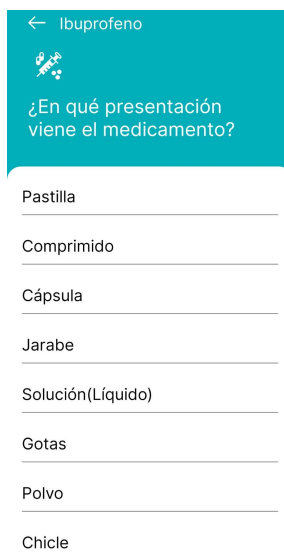 ← Ibuprofeno
¿En qué presentación
viene el medicamento?
Pastilla
Comprimido
Cápsula
Jarabe
Solución(Líquido)
Gotas
Polvo
Chicle